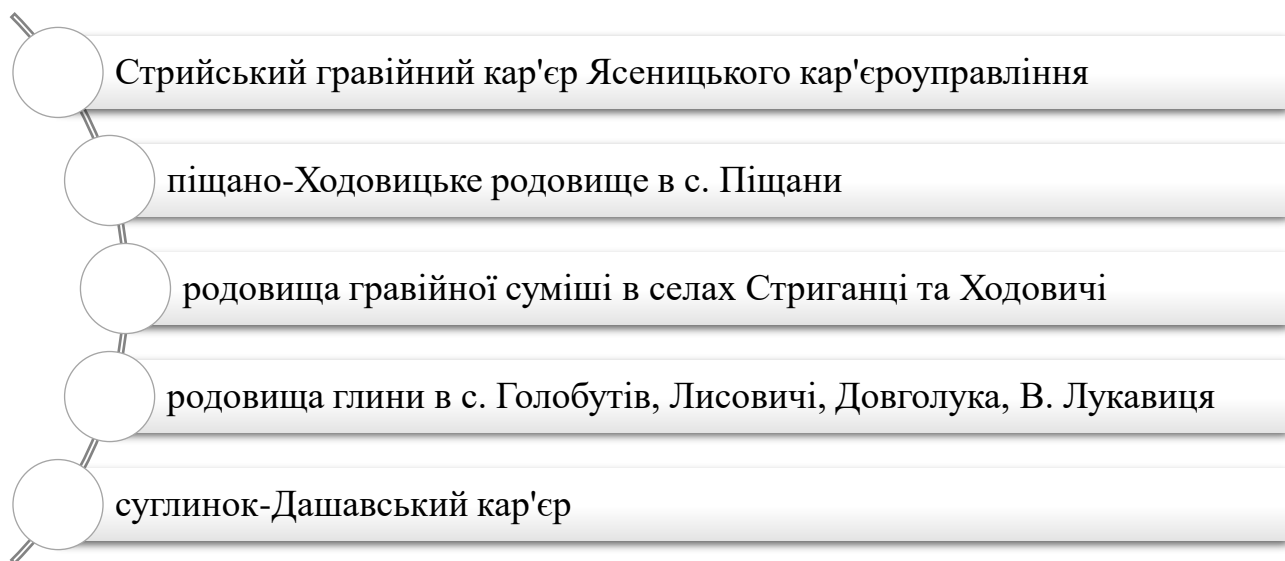 Стрийський гравійний кар'єр Ясеницького кар'єроуправління
піщано-Ходовицьке родовище в с. Піщани
родовища гравійної суміші в селах Стриганці та Ходовичі
родовища глини в с. Голобутів, Лисовичі, Довголука, В. Лукавиця
суглинок-Дашавський кар'єр